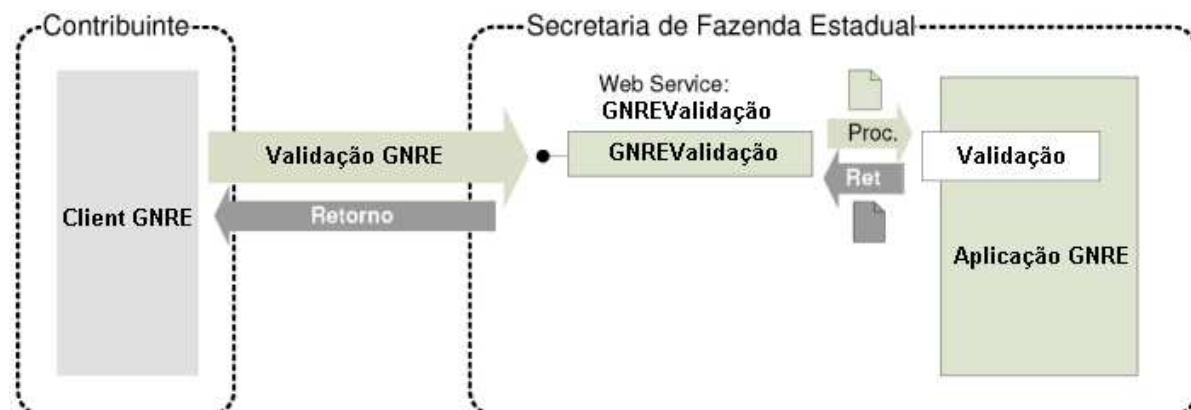 Contribuinte
Secretaria de Fazenda Estadual
Web Service:
GNREValidação
Validação GNRE
GNREValidação
Proc.
Validação
Ret
Client GNRE
Retorno
Aplicação GNRE